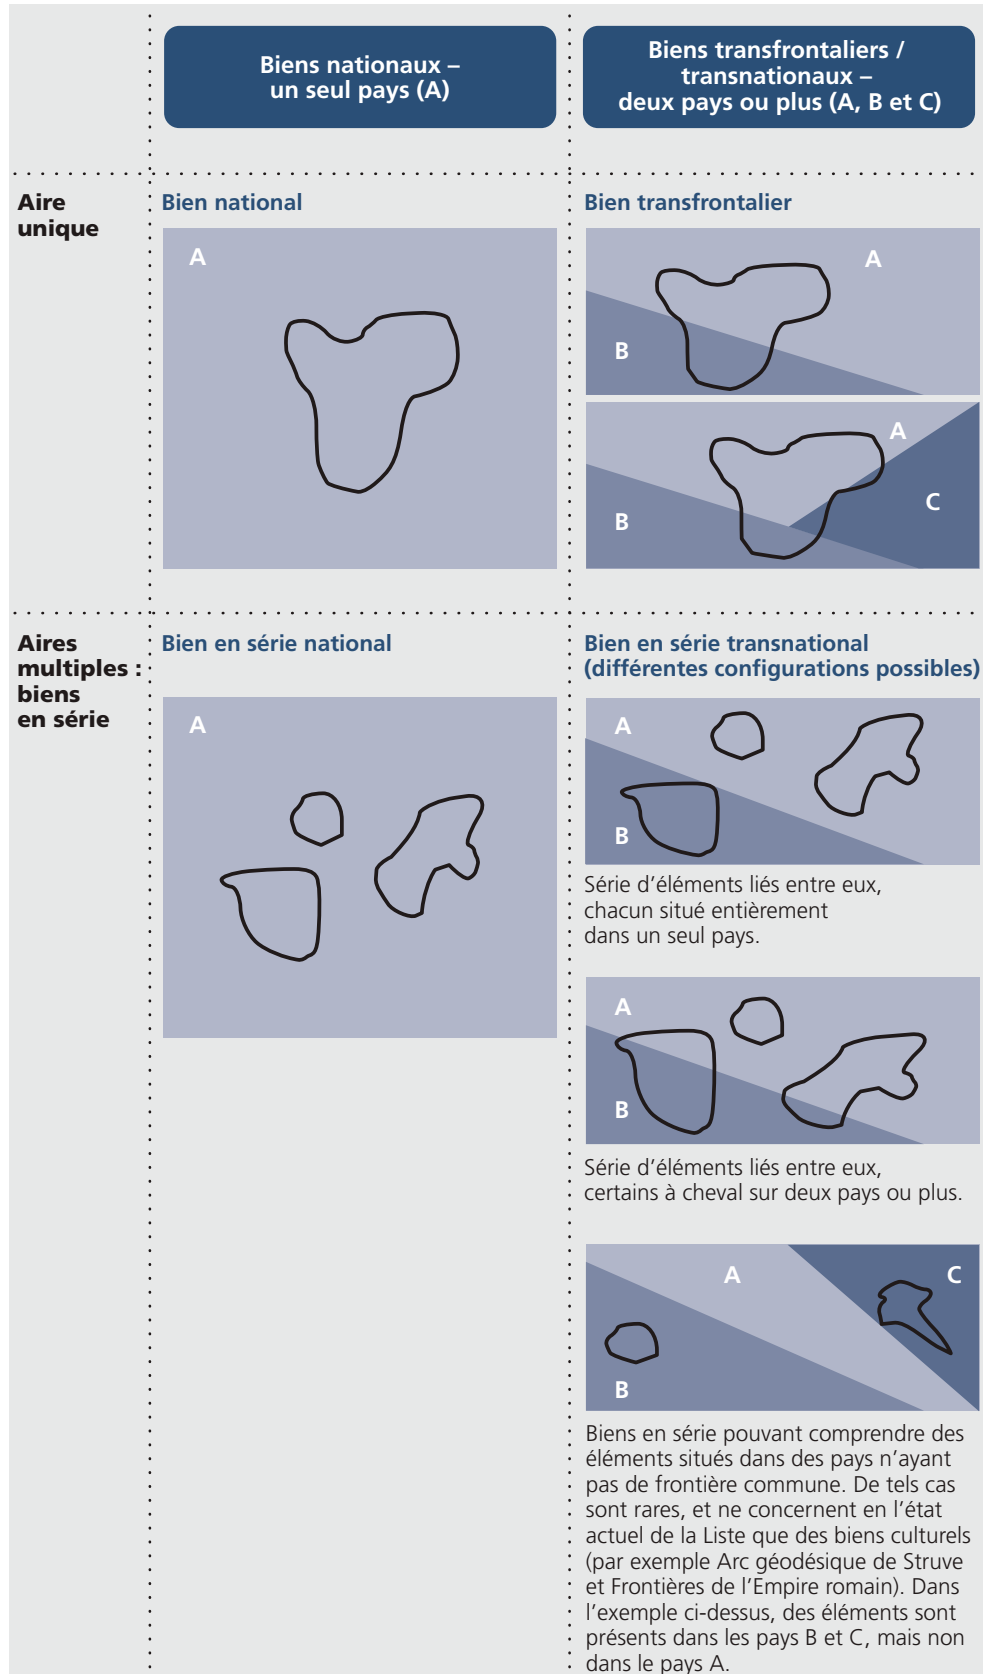 Biens nationaux –
un seul pays (A)
Biens transfrontaliers /
transnationaux –
deux pays ou plus (A, B et C)
Aire
unique
Bien national
A
Bien transfrontalier
A
B
A
B
C
Aires
multiples :
biens
en série
Bien en série national
A
Bien en série transnational
(différentes configurations possibles)
A
B
Série d'éléments liés entre eux,
chacun situé entièrement
dans un seul pays.
A
B
Série d'éléments liés entre eux,
certains à cheval sur deux pays ou plus.
A
C
B
Biens en série pouvant comprendre des
éléments situés dans des pays n'ayant
pas de frontière commune. De tels cas
sont rares, et ne concernent en l'état
actuel de la Liste que des biens culturels
(par exemple Arc géodésique de Struve
et Frontières de l'Empire romain). Dans
l'exemple ci-dessus, des éléments sont
présents dans les pays B et C, mais non
dans le pays A.